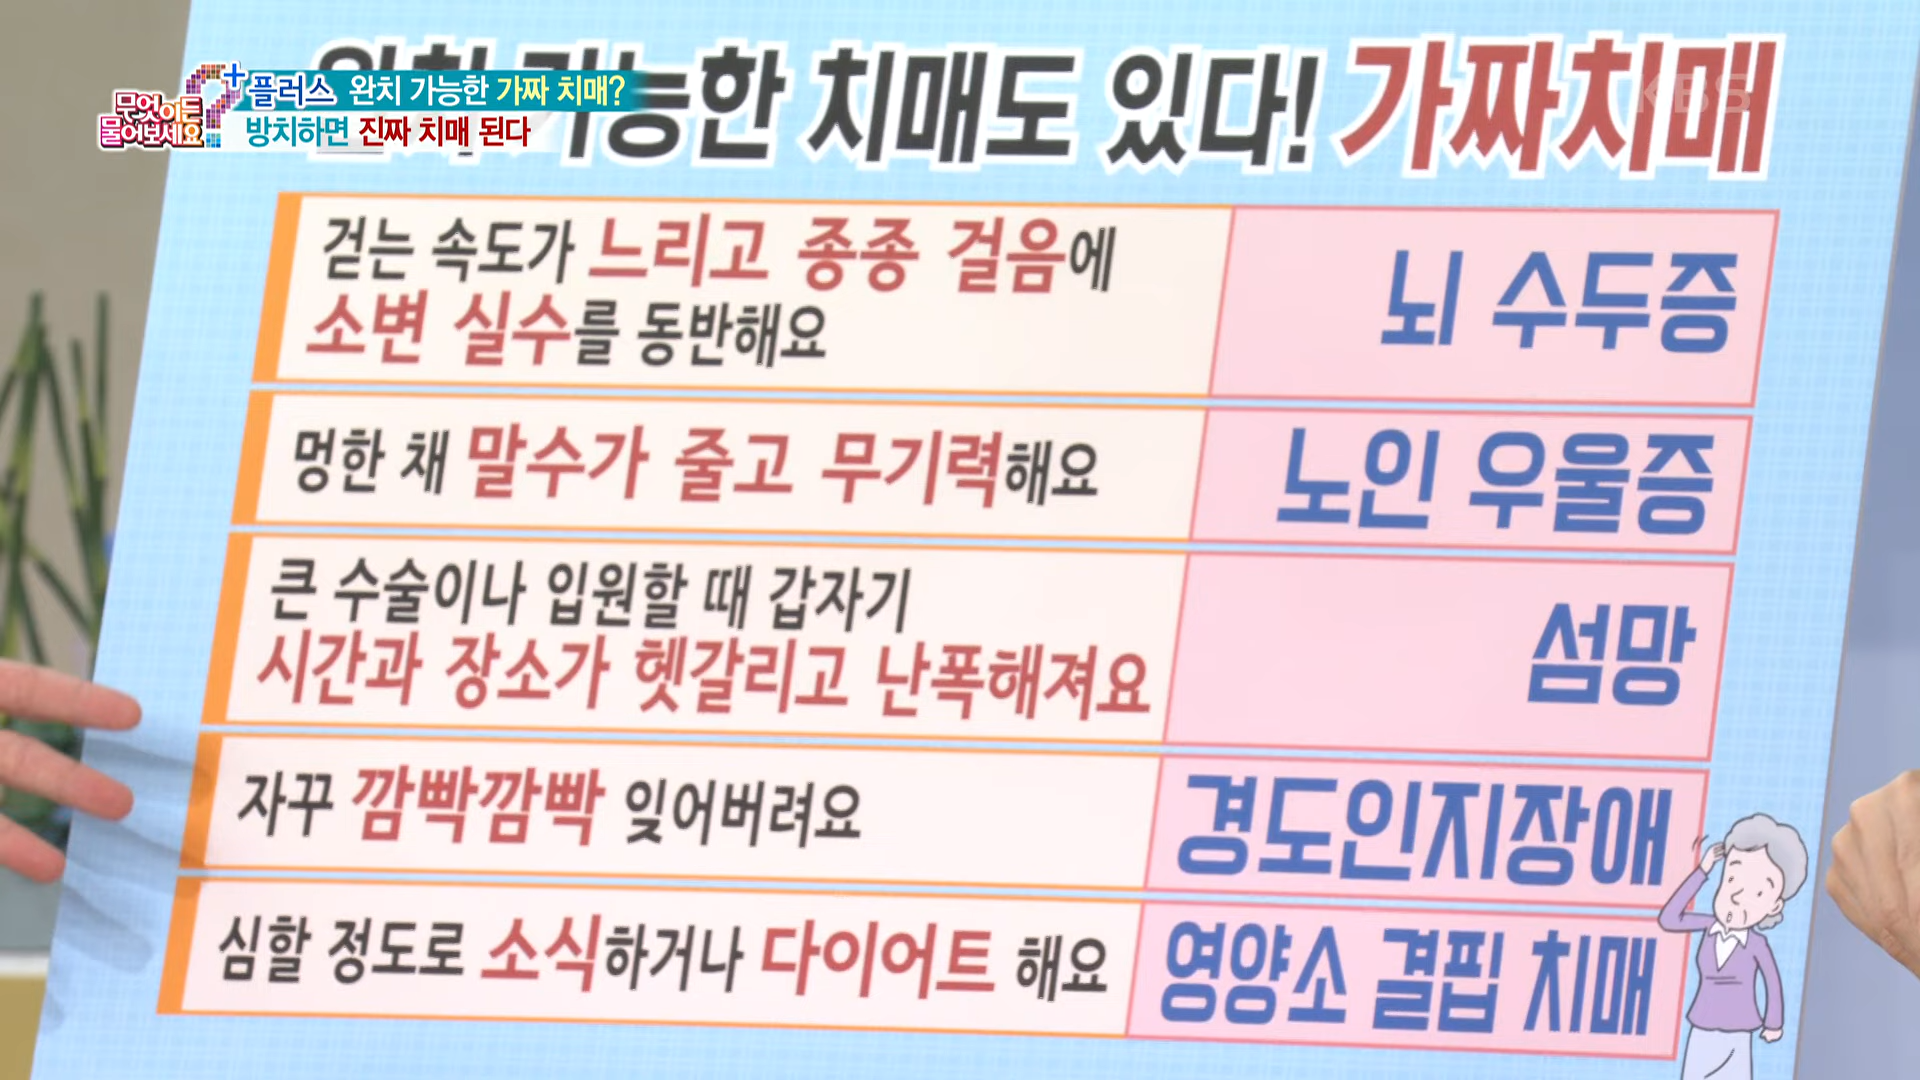 무엇이든
물어보세요
플러스 완치 가능한 가짜 치매?
방치하면 진짜 치매 된다
KBS
완치 가능한 치매도 있다! 가짜치매
걷는 속도가 느리고 종종 걸음에
소변 실수를 동반해요
뇌 수두증
멍한 채 말수가 줄고 무기력해요
노인 우울증
큰 수술이나 입원할 때 갑자기
시간과 장소가 헷갈리고 난폭해져요
섬망
자꾸 깜빡깜빡 잊어버려요
경도인지장애
심할 정도로 소식하거나 다이어트 해요
영양소 결핍 치매